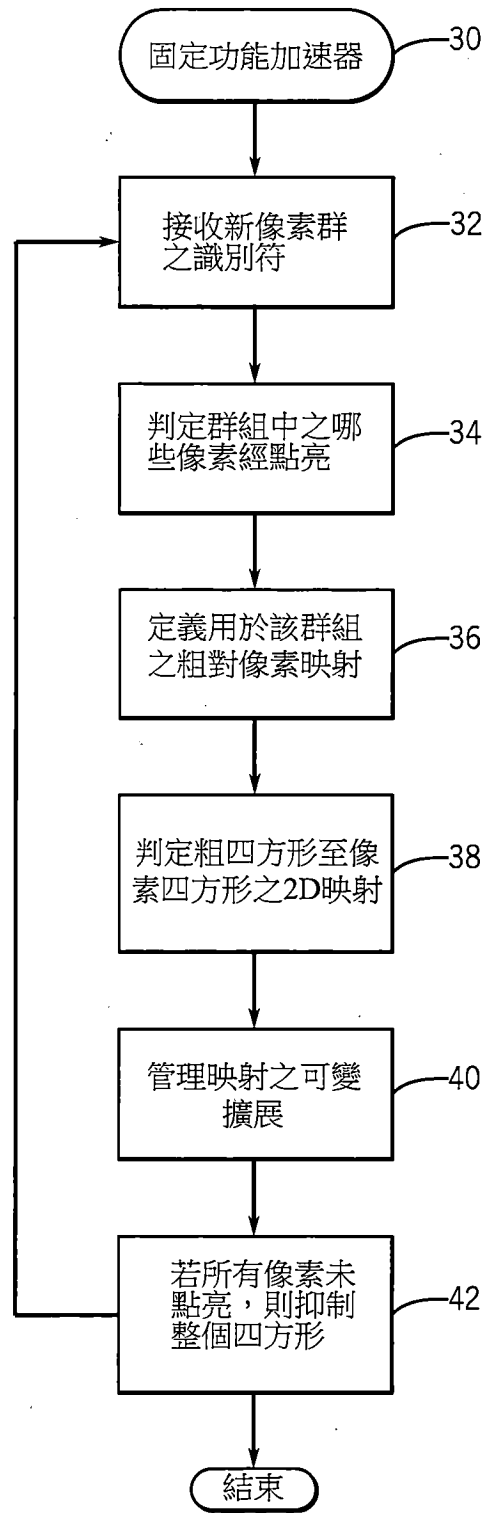 固定功能加速器
30
接收新像素群
之識別符
32
判定群組中之哪
些像素經點亮
34
定義用於該群組
之粗對像素映射
36
判定粗四方形至像
素四方形之2D映射
38
管理映射之可變
擴展
40
若所有像素未
點亮，則抑制
整個四方形
42
結束